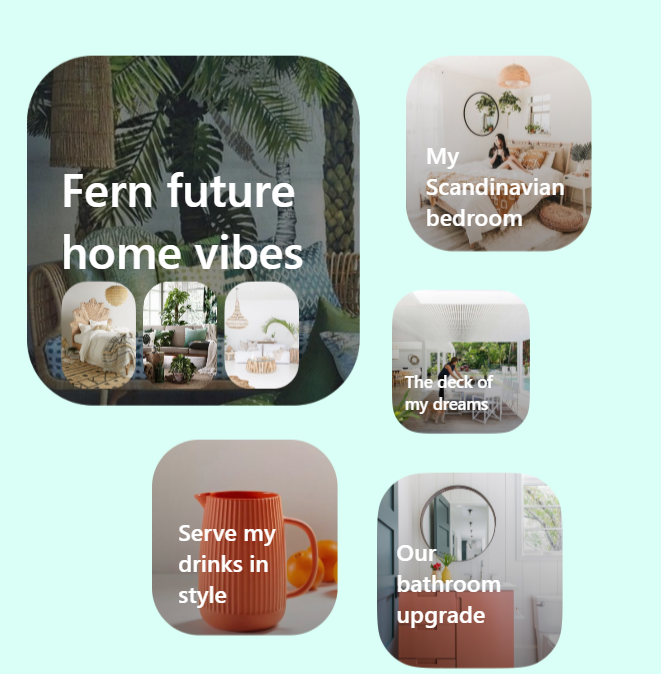 Fern future
home vibes
My
Scandinavian
bedroom
The deck of
my dreams
Serve my
drinks in
style
Our
bathroom
upgrade